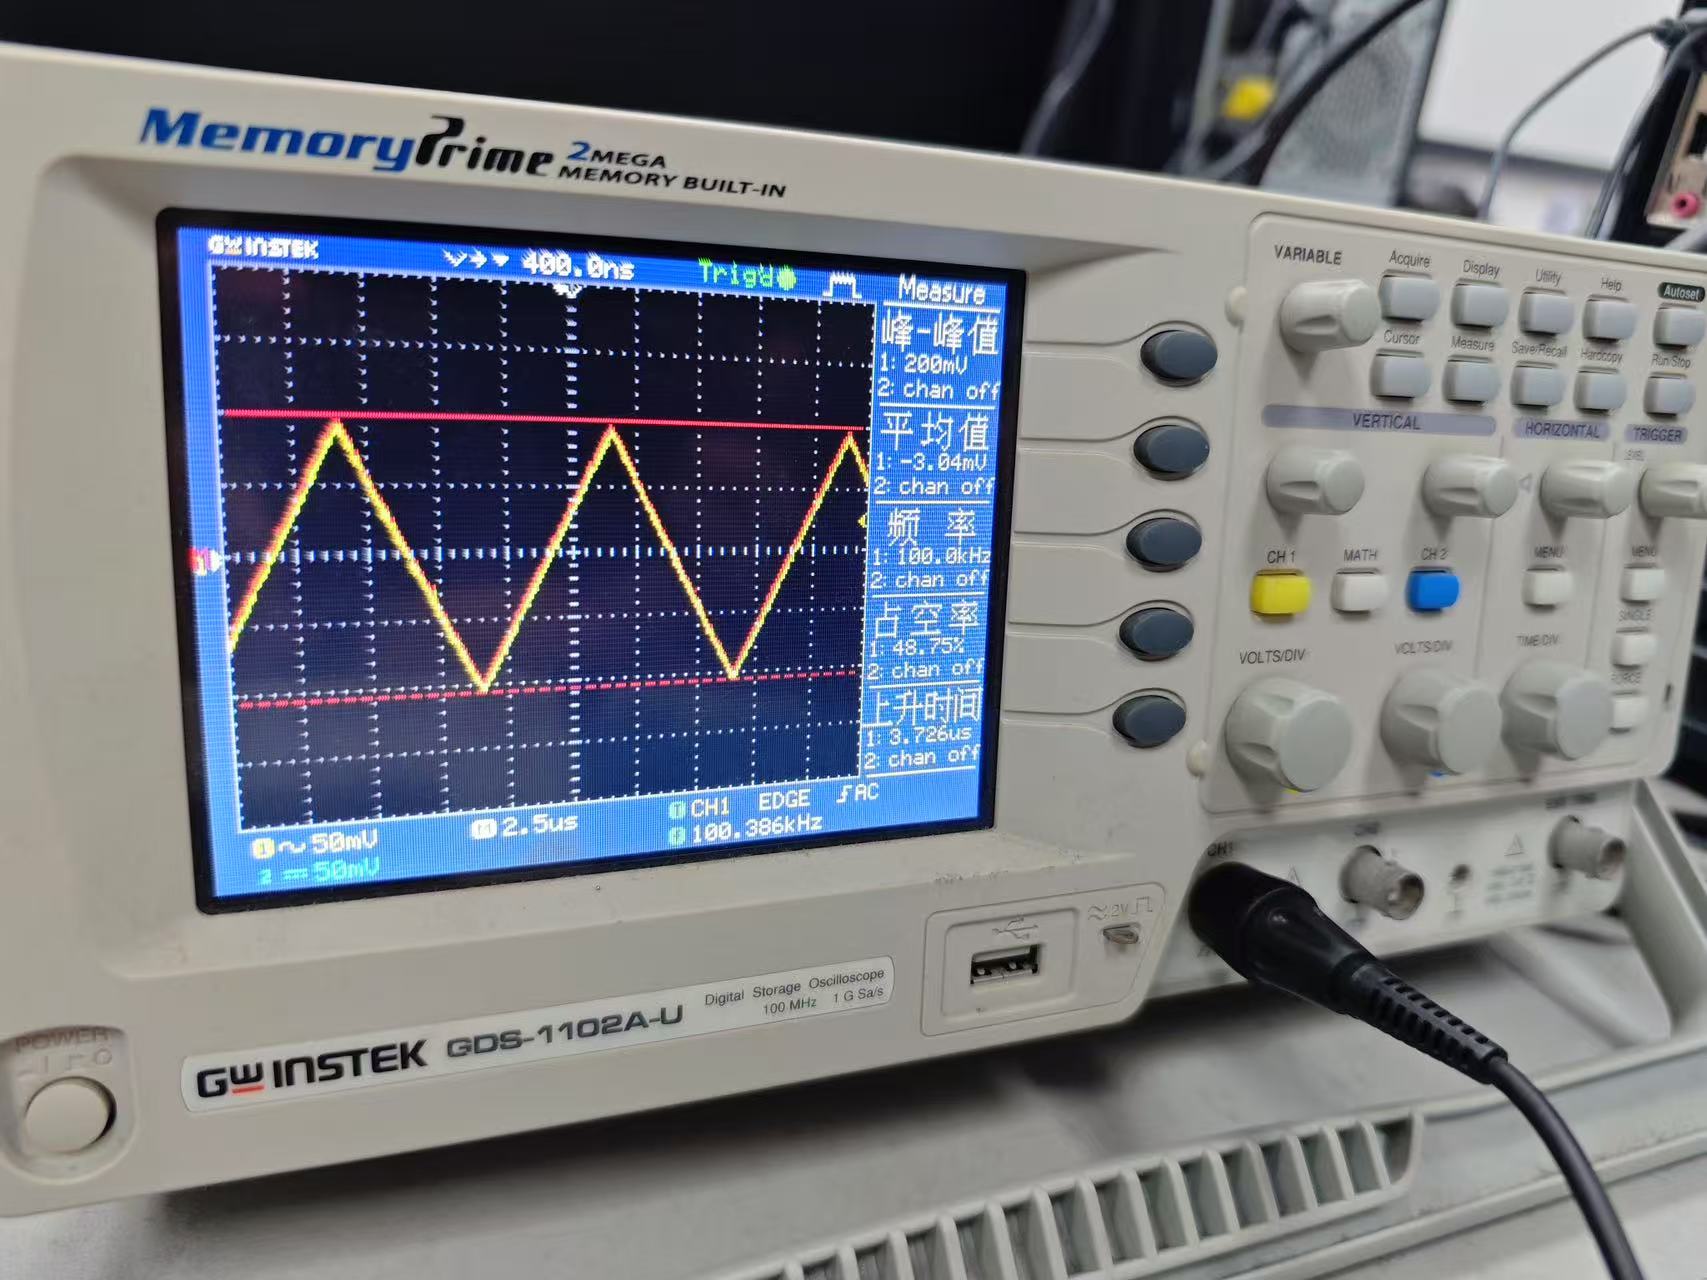 MemoryPrime 2MEGA
MEMORY BUILT-IN
GW INSTEK
400.0ns
Trig'd
Measure
峰-峰值
1: 200mV
2: chan off
平均值
1: -3.04mV
2: chan off
频 率
1: 100.0kHz
2: chan off
占空率
1: 48.75%
2: chan off
上升时间
1: 3.726us
2: chan off
1
1 ～ 50mV
2 50mV
M 2.5us
T CH1 EDGE AC
F 100.386kHz
VARIABLE
Acquire
Display
Utility
Help
Autoset
Cursor
Measure
Save/Recall
Hardcopy
Run/Stop
VERTICAL
HORIZONTAL
TRIGGER
LEVEL
CH 1
MATH
CH 2
MENU
MENU
SINGLE
VOLTS/DIV
VOLTS/DIV
TIME/DIV
FORCE
CH1
CH2
≈2V
POWER
GW INSTEK GDS-1102A-U
Digital Storage Oscilloscope
100 MHz 1 G Sa/s